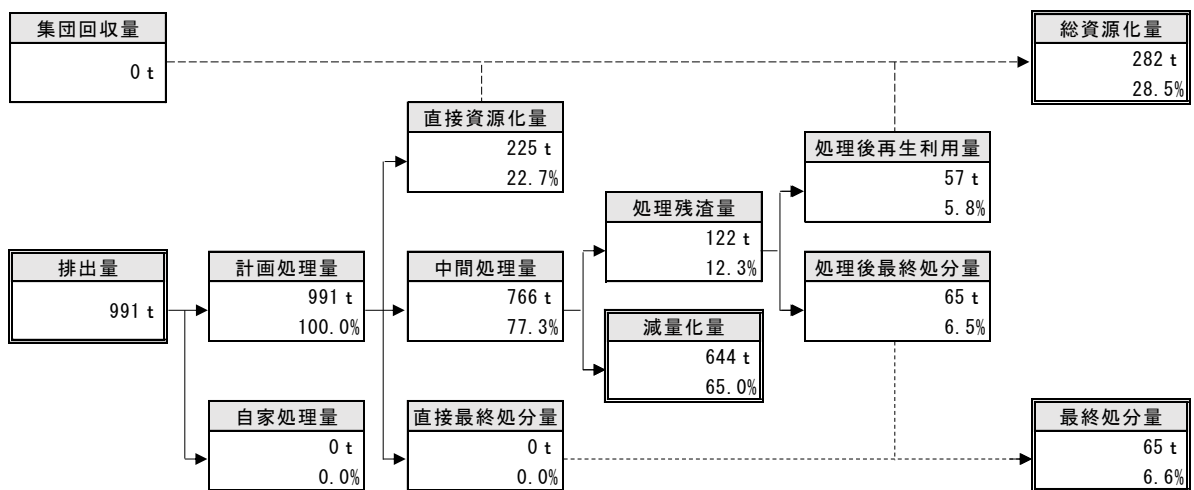 集団回収量
0 t
総資源化量
282 t
28.5%
直接資源化量
225 t
22.7%
処理後再生利用量
57 t
5.8%
処理残渣量
122 t
12.3%
排出量
991 t
計画処理量
991 t
100.0%
中間処理量
766 t
77.3%
処理後最終処分量
65 t
6.5%
減量化量
644 t
65.0%
自家処理量
0 t
0.0%
直接最終処分量
0 t
0.0%
最終処分量
65 t
6.6%